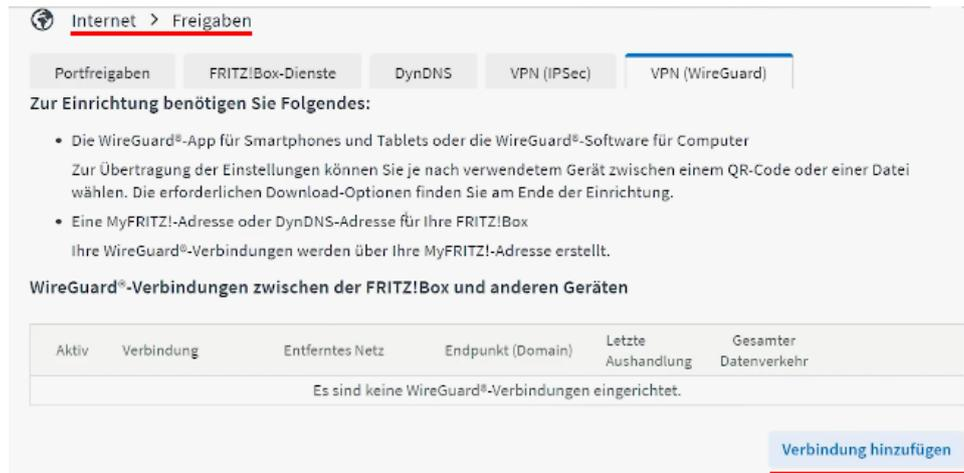 Internet > Freigaben
Portfreigaben FRITZ!Box-Dienste DynDNS VPN (IPSec) VPN (WireGuard)
Zur Einrichtung benötigen Sie Folgendes:
• Die WireGuard®-App für Smartphones und Tablets oder die WireGuard®-Software für Computer
Zur Übertragung der Einstellungen können Sie je nach verwendetem Gerät zwischen einem QR-Code oder einer Datei
wählen. Die erforderlichen Download-Optionen finden Sie am Ende der Einrichtung.
• Eine MyFRITZ!-Adresse oder DynDNS-Adresse für Ihre FRITZ!Box
Ihre WireGuard®-Verbindungen werden über Ihre MyFRITZ!-Adresse erstellt.
WireGuard®-Verbindungen zwischen der FRITZ!Box und anderen Geräten
Aktiv Verbindung Entferntes Netz Endpunkt (Domain) Letzte Gesamter
Aushandlung Datenverkehr
Es sind keine WireGuard®-Verbindungen eingerichtet.
Verbindung hinzufügen